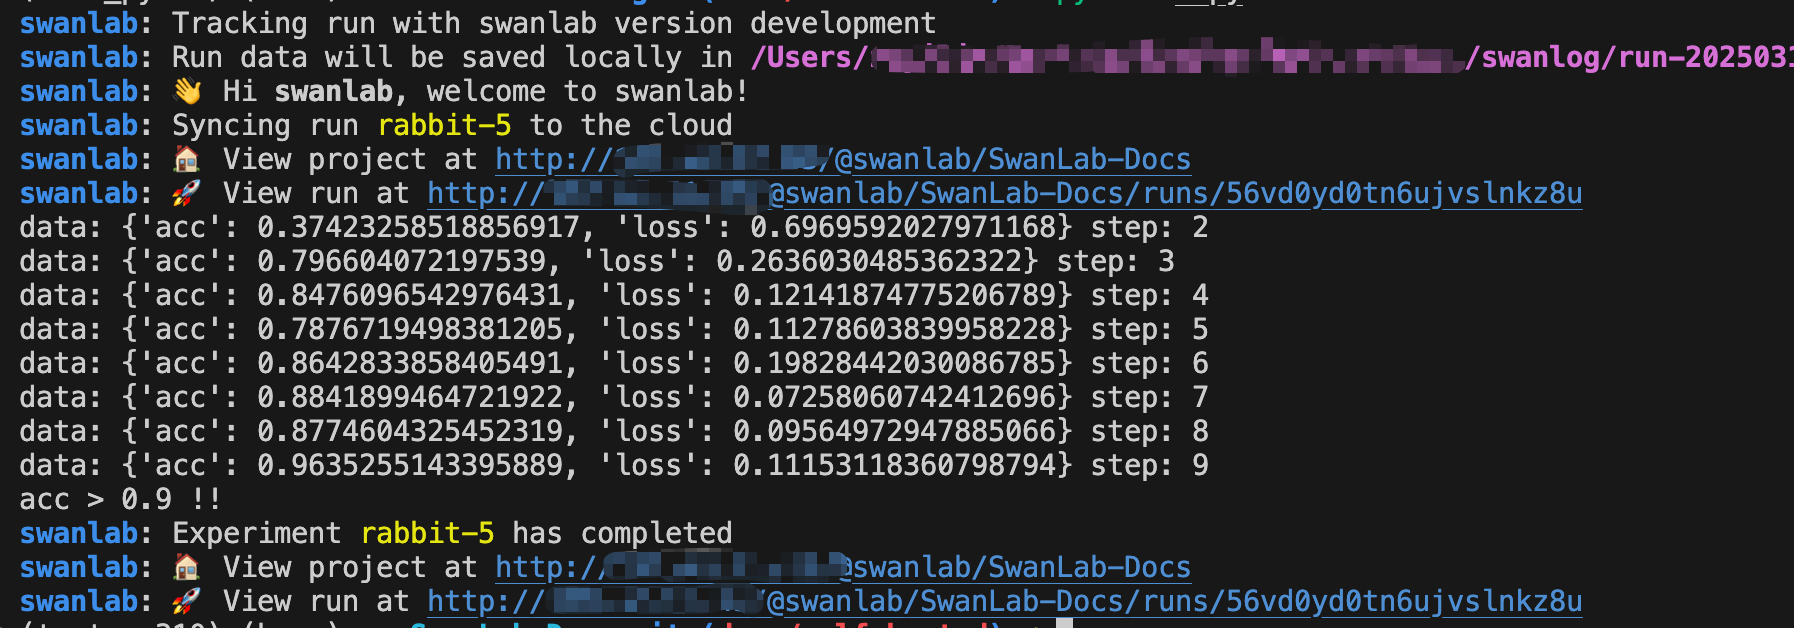 swanlab: Tracking run with swanlab version development
swanlab: Run data will be saved locally in /Users/ /swanlog/run-2025031
swanlab: 👋 Hi swanlab, welcome to swanlab!
swanlab: Syncing run rabbit-5 to the cloud
swanlab: 🏠 View project at http:// /@swanlab/SwanLab-Docs
swanlab: 🚀 View run at http:// @swanlab/SwanLab-Docs/runs/56vd0yd0tn6ujvslnkz8u
data: {'acc': 0.37423258518856917, 'loss': 0.6969592027971168} step: 2
data: {'acc': 0.796604072197539, 'loss': 0.2636030485362322} step: 3
data: {'acc': 0.8476096542976431, 'loss': 0.12141874775206789} step: 4
data: {'acc': 0.7876719498381205, 'loss': 0.11278603839958228} step: 5
data: {'acc': 0.8642833858405491, 'loss': 0.19828442030086785} step: 6
data: {'acc': 0.8841899464721922, 'loss': 0.07258060742412696} step: 7
data: {'acc': 0.8774604325452319, 'loss': 0.09564972947885066} step: 8
data: {'acc': 0.9635255143395889, 'loss': 0.11153118360798794} step: 9
acc > 0.9 !!
swanlab: Experiment rabbit-5 has completed
swanlab: 🏠 View project at http:// @swanlab/SwanLab-Docs
swanlab: 🚀 View run at http:// /@swanlab/SwanLab-Docs/runs/56vd0yd0tn6ujvslnkz8u